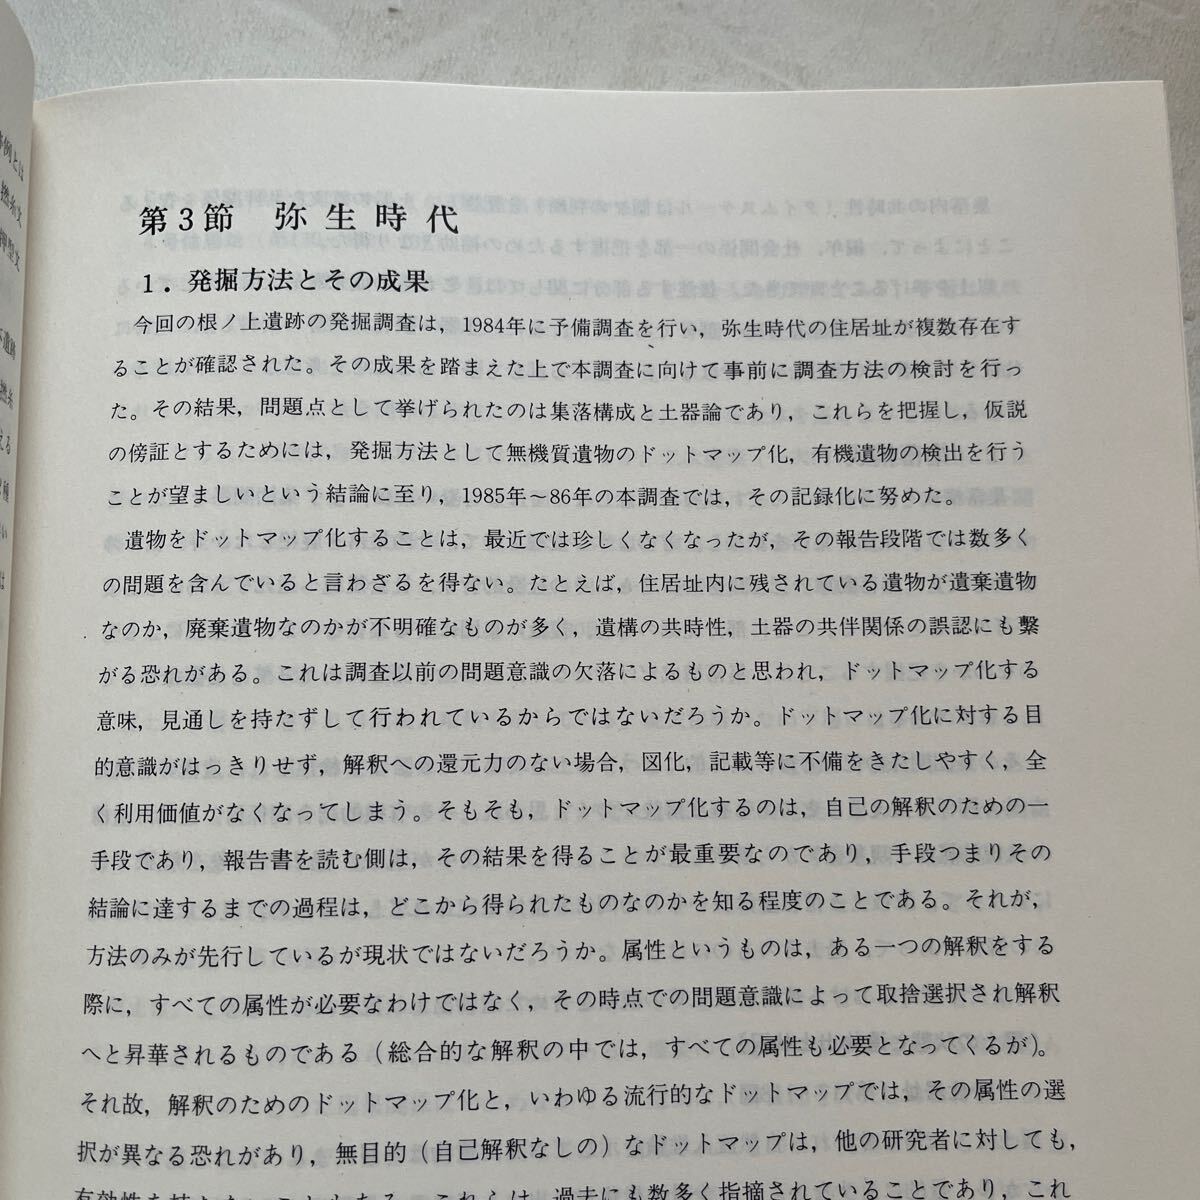 第3節　弥生時代
1．発掘方法とその成果
今回の根ノ上遺跡の発掘調査は，1984年に予備調査を行い，弥生時代の住居址が複数存在す
ることが確認された。その成果を踏まえた上で本調査に向けて事前に調査方法の検討を行っ
た。その結果，問題点として挙げられたのは集落構成と土器論であり，これらを把握し，仮説
の傍証とするためには，発掘方法として無機質遺物のドットマップ化，有機遺物の検出を行う
ことが望ましいという結論に至り，1985年～86年の本調査では，その記録化に努めた。
遺物をドットマップ化することは，最近では珍しくなくなったが，その報告段階では数多く
の問題を含んでいると言わざるを得ない。たとえば，住居址内に残されている遺物が遺棄遺物
なのか，廃棄遺物なのかが不明確なものが多く，遺構の共時性，土器の共伴関係の誤認にも繋
がる恐れがある。これは調査以前の問題意識の欠落によるものと思われ，ドットマップ化する
意味，見通しを持たずして行われているからではないだろうか。ドットマップ化に対する目
的意識がはっきりせず，解釈への還元力のない場合，図化，記載等に不備をきたしやすく，全
く利用価値がなくなってしまう。そもそも，ドットマップ化するのは，自己の解釈のための一
手段であり，報告書を読む側は，その結果を得ることが最重要なのであり，手段つまりその
結論に達するまでの過程は，どこから得られたものなのかを知る程度のことである。それが，
方法のみが先行しているが現状ではないだろうか。属性というものは，ある一つの解釈をする
際に，すべての属性が必要なわけではなく，その時点での問題意識によって取捨選択され解釈
へと昇華されるものである（総合的な解釈の中では，すべての属性も必要となってくるが）。
それ故，解釈のためのドットマップ化と，いわゆる流行的なドットマップでは，その属性の選
択が異なる恐れがあり，無目的（自己解釈なしの）なドットマップは，他の研究者に対しても，
過去にも数多く指摘されていることであり，これ